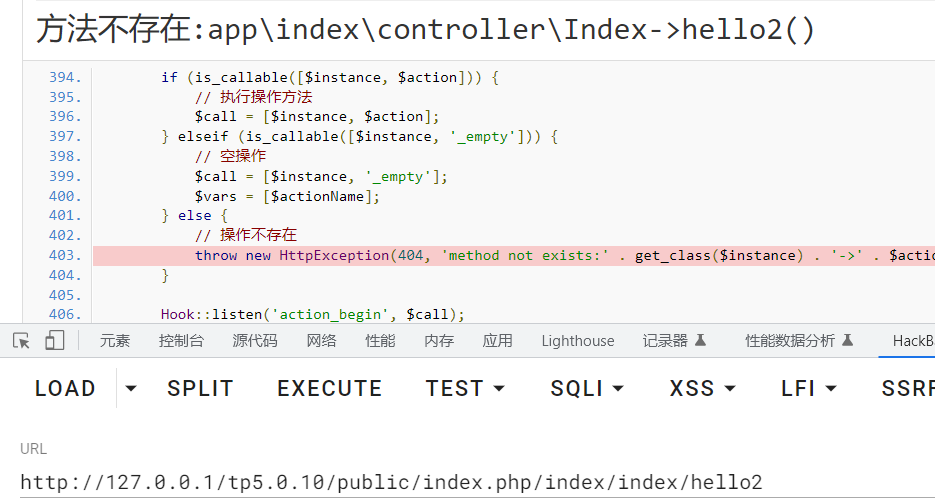 方法不存在:app\index\controller\Index->hello2()
394. if (is_callable([$instance, $action])) {
395. // 执行操作方法
396. $call = [$instance, $action];
397. } elseif (is_callable([$instance, '_empty'])) {
398. // 空操作
399. $call = [$instance, '_empty'];
400. $vars = [$actionName];
401. } else {
402. // 操作不存在
403. throw new HttpException(404, 'method not exists:' . get_class($instance) . '->' . $actio
404. }
405.
406. Hook::listen('action_begin', $call);
元素 控制台 源代码 网络 性能 内存 应用 Lighthouse 记录器 性能数据分析 HackBa
LOAD SPLIT EXECUTE TEST SQLI XSS LFI SSRF
URL
http://127.0.0.1/tp5.0.10/public/index.php/index/index/hello2